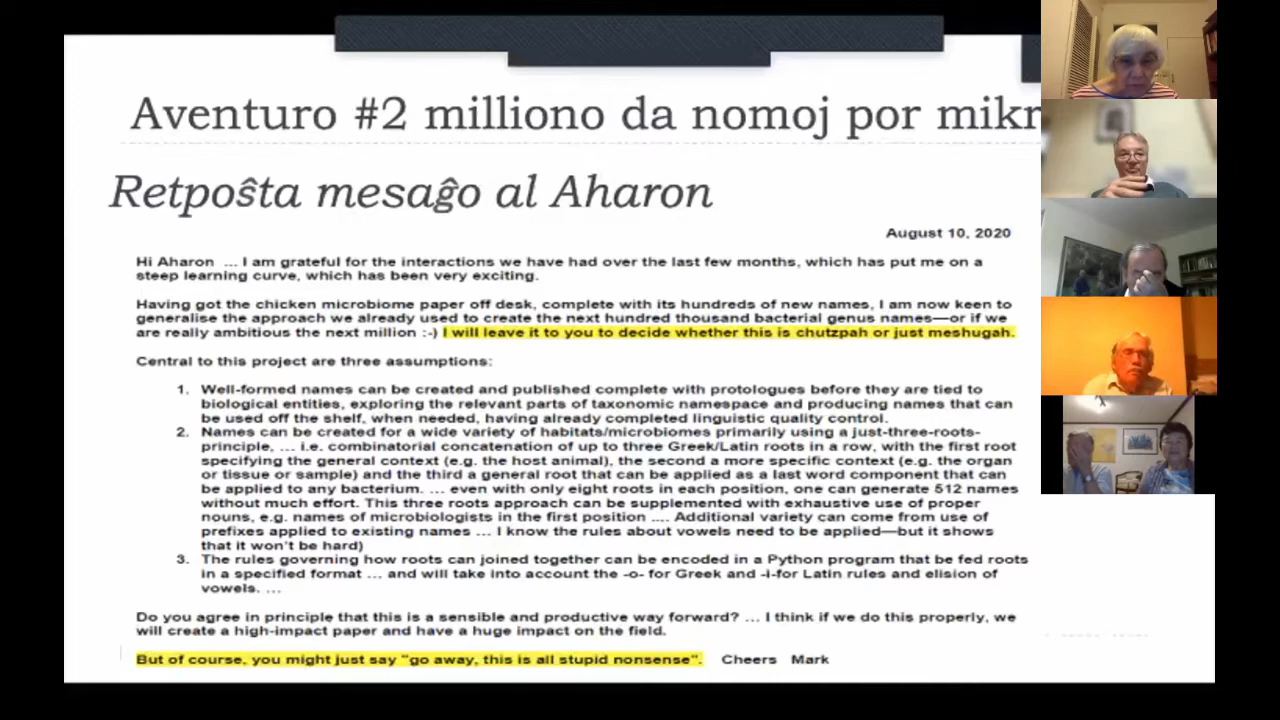 Aventuro #2 milliono da nomoj por mikr
Retpoŝta mesaĝo al Aharon
August 10, 2020
Hi Aharon ... I am grateful for the interactions we have had over the last few months, which has put me on a
steep learning curve, which has been very exciting.
Having got the chicken microbiome paper off desk, complete with its hundreds of new names, I am now keen to
generalise the approach we already used to create the next hundred thousand bacterial genus names—or if we
are really ambitious the next million :-) I will leave it to you to decide whether this is chutzpah or just meshugah.
Central to this project are three assumptions:
1. Well-formed names can be created and published complete with protologues before they are tied to
biological entities, exploring the relevant parts of taxonomic namespace and producing names that can
be used off the shelf, when needed, having already completed linguistic quality control.
2. Names can be created for a wide variety of habitats/microbiomes primarily using a just-three-roots-
principle, ... i.e. combinatorial concatenation of up to three Greek/Latin roots in a row, with the first root
specifying the general context (e.g. the host animal), the second a more specific context (e.g. the organ
or tissue or sample) and the third a general root that can be applied as a last word component that can
be applied to any bacterium. ... even with only eight roots in each position, one can generate 512 names
without much effort. This three roots approach can be supplemented with exhaustive use of proper
nouns, e.g. names of microbiologists in the first position .... Additional variety can come from use of
prefixes applied to existing names ... I know the rules about vowels need to be applied—but it shows
that it won't be hard)
3. The rules governing how roots can joined together can be encoded in a Python program that be fed roots
in a specified format ... and will take into account the -o- for Greek and -i-for Latin rules and elision of
vowels. ...
Do you agree in principle that this is a sensible and productive way forward? ... I think if we do this properly, we
will create a high-impact paper and have a huge impact on the field.
But of course, you might just say "go away, this is all stupid nonsense". Cheers Mark